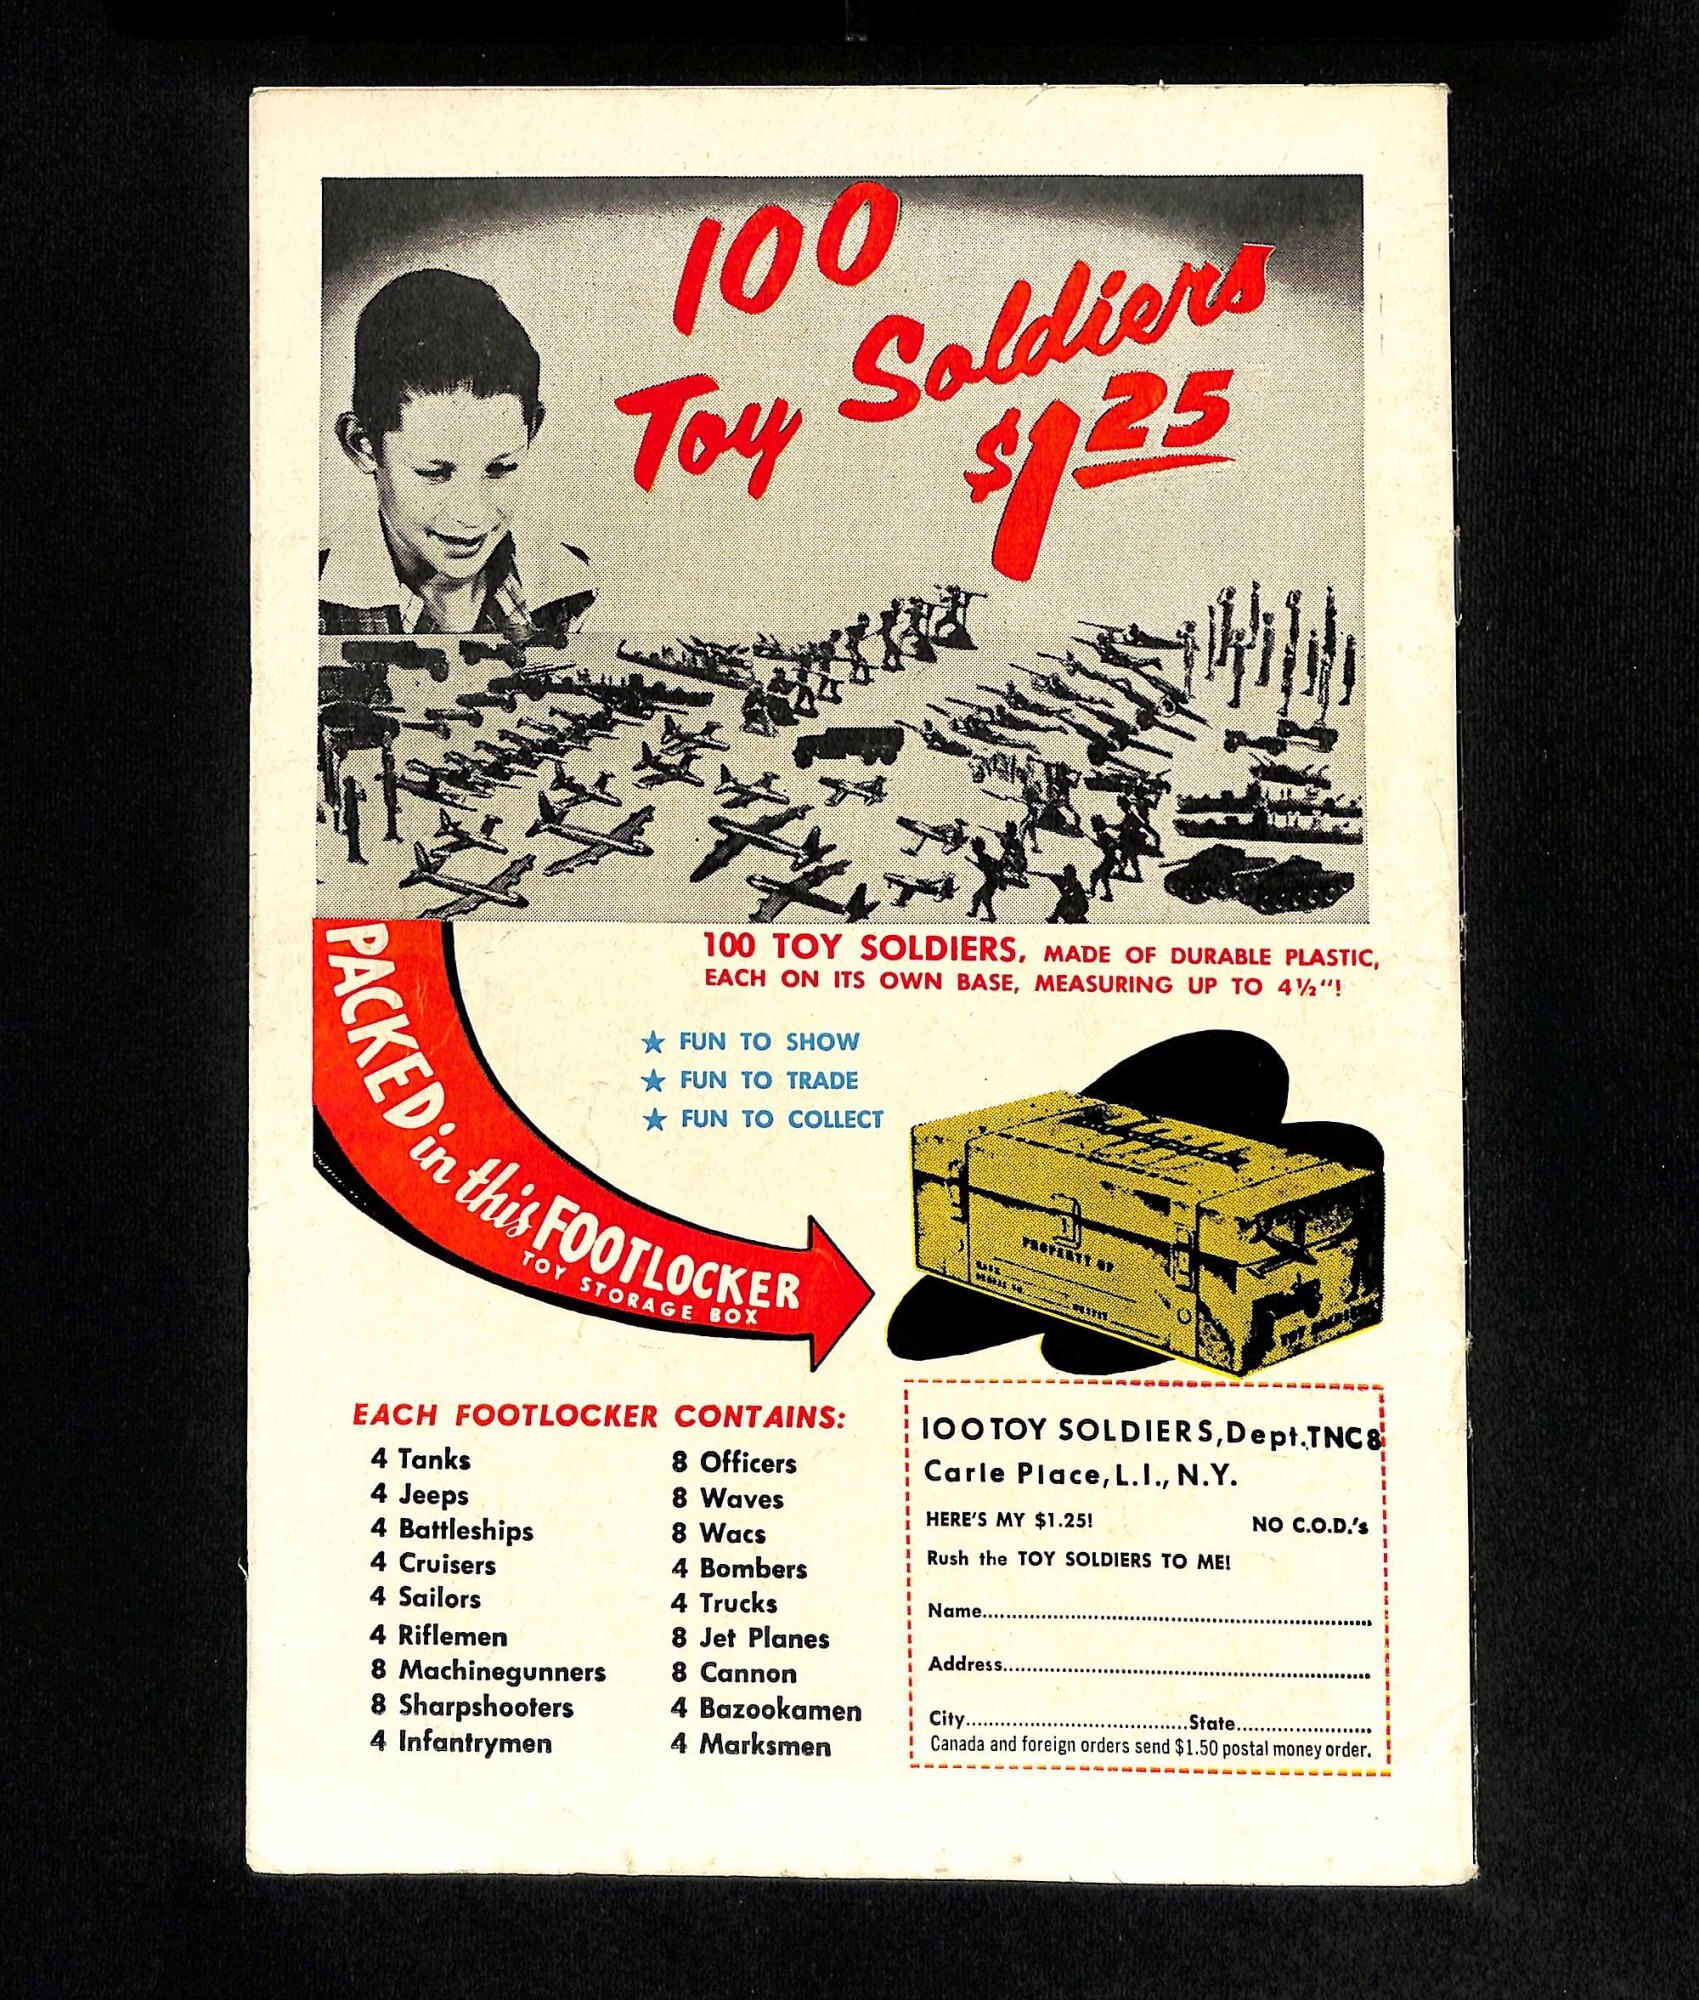 100
Toy Soldiers
$1 25
100 TOY SOLDIERS, MADE OF DURABLE PLASTIC,
EACH ON ITS OWN BASE, MEASURING UP TO 4½"!
★ FUN TO SHOW
★ FUN TO TRADE
★ FUN TO COLLECT
PACKED in this FOOTLOCKER
TOY STORAGE BOX
PROPERTY OF
EACH FOOTLOCKER CONTAINS:
4 Tanks
4 Jeeps
4 Battleships
4 Cruisers
4 Sailors
4 Riflemen
8 Machinegunners
8 Sharpshooters
4 Infantrymen
8 Officers
8 Waves
8 Wacs
4 Bombers
4 Trucks
8 Jet Planes
8 Cannon
4 Bazookamen
4 Marksmen
100 TOY SOLDIERS, Dept. TNC 8
Carle Place, L.I., N.Y.
HERE'S MY $1.25! NO C.O.D.'s
Rush the TOY SOLDIERS TO ME!
Name
Address
City State
Canada and foreign orders send $1.50 postal money order.